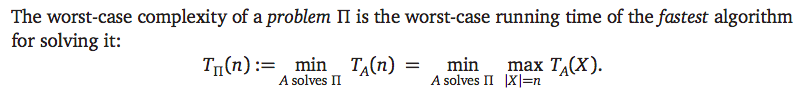 The worst-case complexity of a problem Π is the worst-case running time of the fastest algorithm
for solving it:
T_Π(n) := min_{A solves Π} T_A(n) = min_{A solves Π} max_{|X|=n} T_A(X).